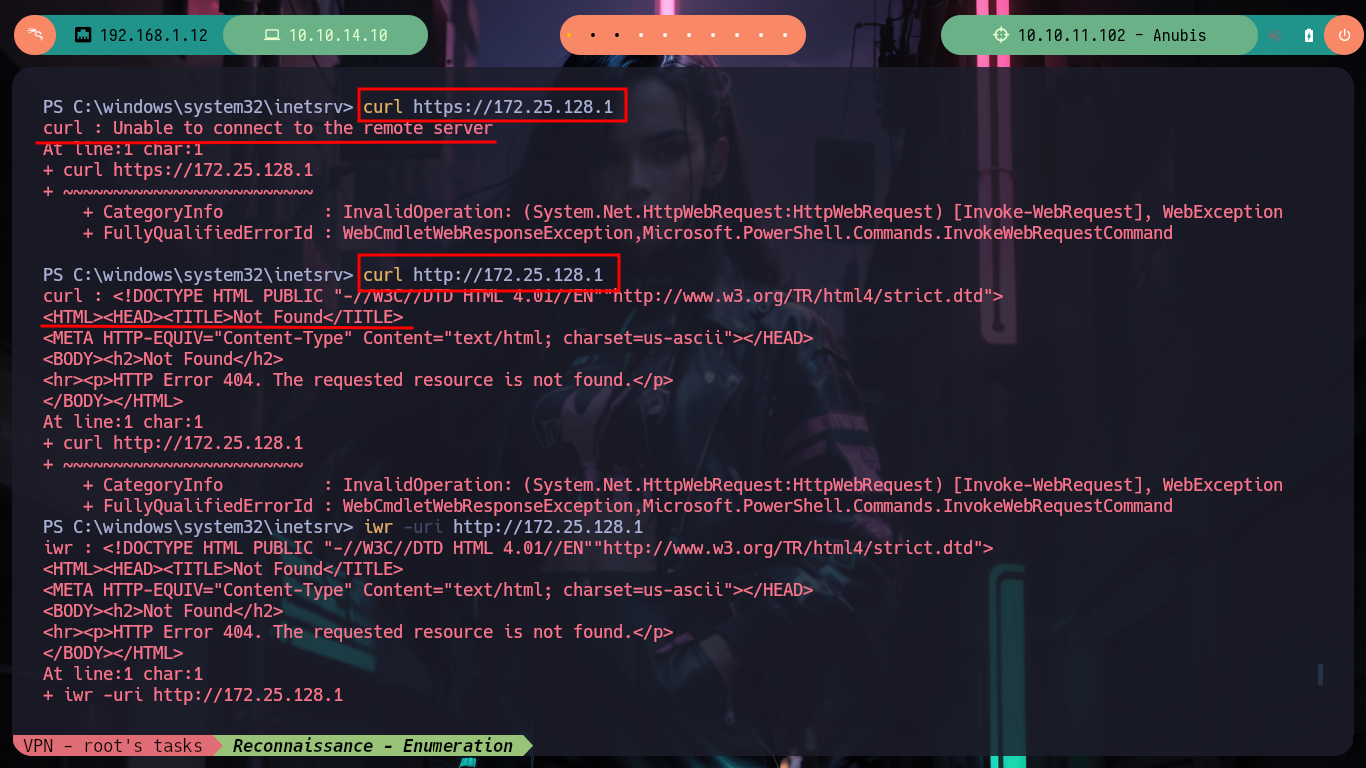 192.168.1.12 10.10.14.10 10.10.11.102 - Anubis
PS C:\windows\system32\inetsrv> curl https://172.25.128.1
curl : Unable to connect to the remote server
At line:1 char:1
+ curl https://172.25.128.1
+ ~~~~~~~~~~~~~~~~~~~~~~~~~
    + CategoryInfo          : InvalidOperation: (System.Net.HttpWebRequest:HttpWebRequest) [Invoke-WebRequest], WebException
    + FullyQualifiedErrorId : WebCmdletWebResponseException,Microsoft.PowerShell.Commands.InvokeWebRequestCommand
PS C:\windows\system32\inetsrv> curl http://172.25.128.1
curl : <!DOCTYPE HTML PUBLIC "-//W3C//DTD HTML 4.01//EN""http://www.w3.org/TR/html4/strict.dtd">
<HTML><HEAD><TITLE>Not Found</TITLE>
<META HTTP-EQUIV="Content-Type" Content="text/html; charset=us-ascii"></HEAD>
<BODY><h2>Not Found</h2>
<hr><p>HTTP Error 404. The requested resource is not found.</p>
</BODY></HTML>
At line:1 char:1
+ curl http://172.25.128.1
+ ~~~~~~~~~~~~~~~~~~~~~~~~
    + CategoryInfo          : InvalidOperation: (System.Net.HttpWebRequest:HttpWebRequest) [Invoke-WebRequest], WebException
    + FullyQualifiedErrorId : WebCmdletWebResponseException,Microsoft.PowerShell.Commands.InvokeWebRequestCommand
PS C:\windows\system32\inetsrv> iwr -uri http://172.25.128.1
iwr : <!DOCTYPE HTML PUBLIC "-//W3C//DTD HTML 4.01//EN""http://www.w3.org/TR/html4/strict.dtd">
<HTML><HEAD><TITLE>Not Found</TITLE>
<META HTTP-EQUIV="Content-Type" Content="text/html; charset=us-ascii"></HEAD>
<BODY><h2>Not Found</h2>
<hr><p>HTTP Error 404. The requested resource is not found.</p>
</BODY></HTML>
At line:1 char:1
+ iwr -uri http://172.25.128.1
VPN - root's tasks Reconnaissance - Enumeration